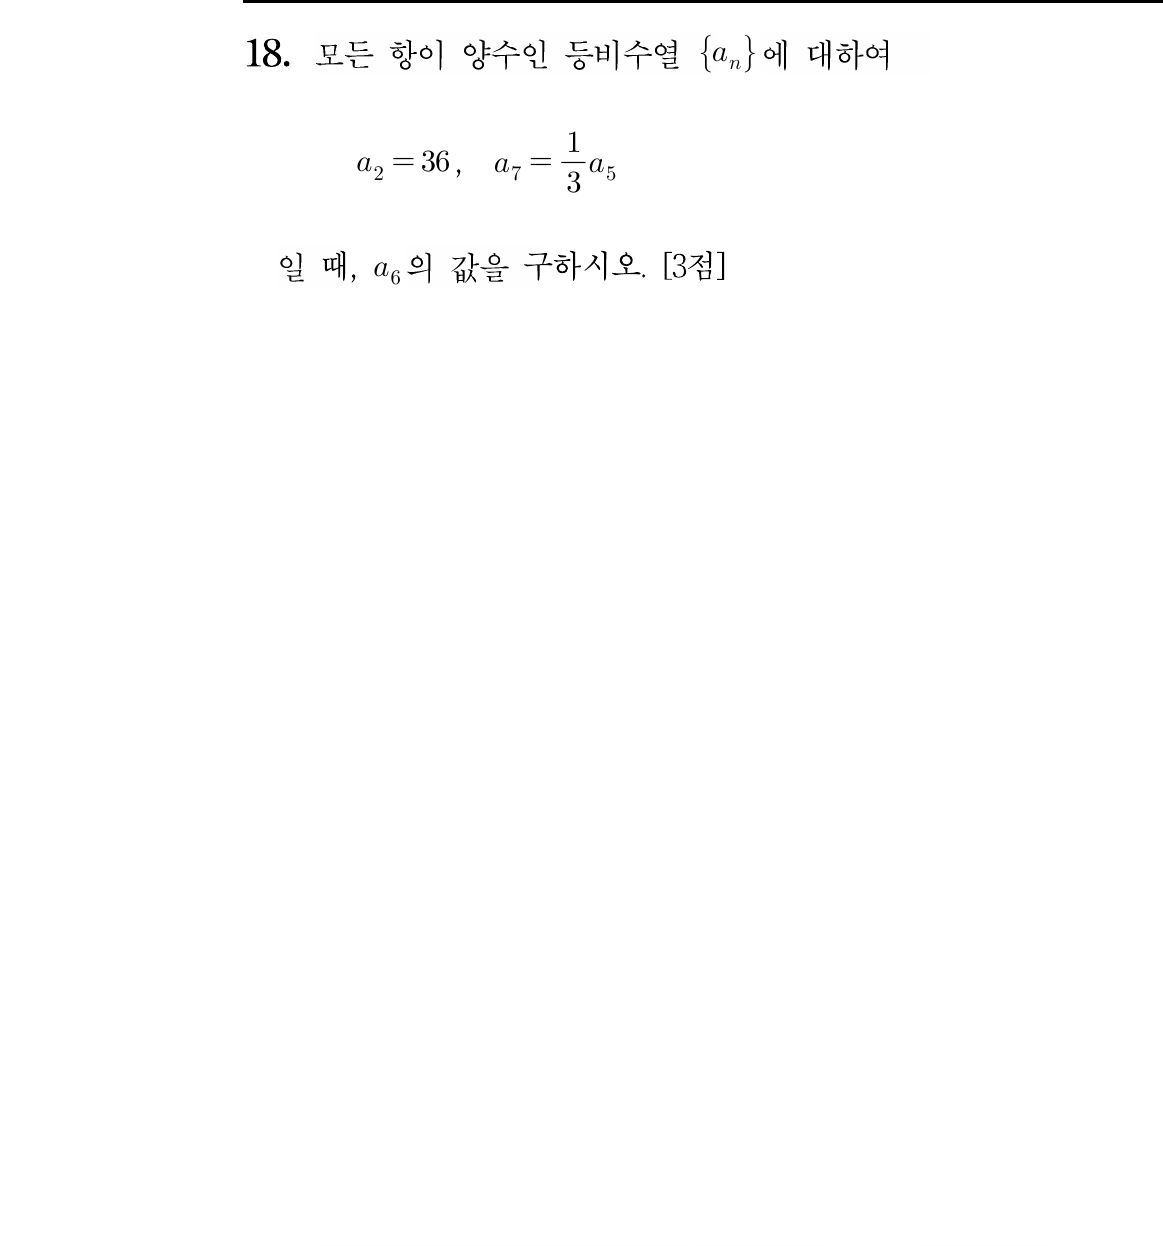 18. 모든 항이 양수인 등비수열 $\{a_n\}$에 대하여
$a_2 = 36, \quad a_7 = \frac{1}{3}a_5$
일 때, $a_6$의 값을 구하시오. [3점]